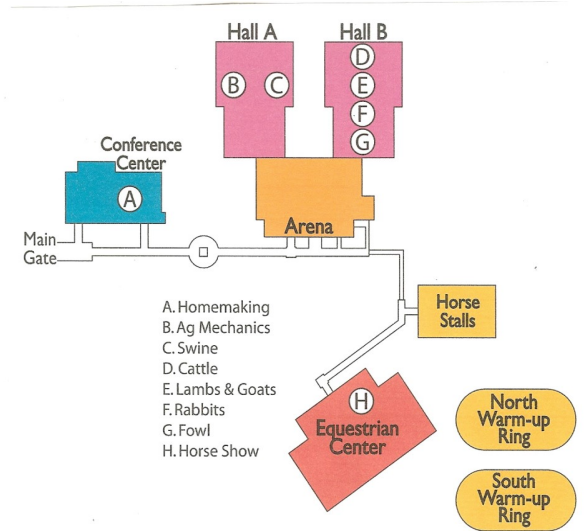 Hall A
Hall B
D
B
C
E
F
G
Conference
Center
A
Arena
Main
Gate
A. Homemaking
B. Ag Mechanics
C. Swine
D. Cattle
E. Lambs & Goats
F. Rabbits
G. Fowl
H. Horse Show
Horse
Stalls
H
Equestrian
Center
North
Warm-up
Ring
South
Warm-up
Ring